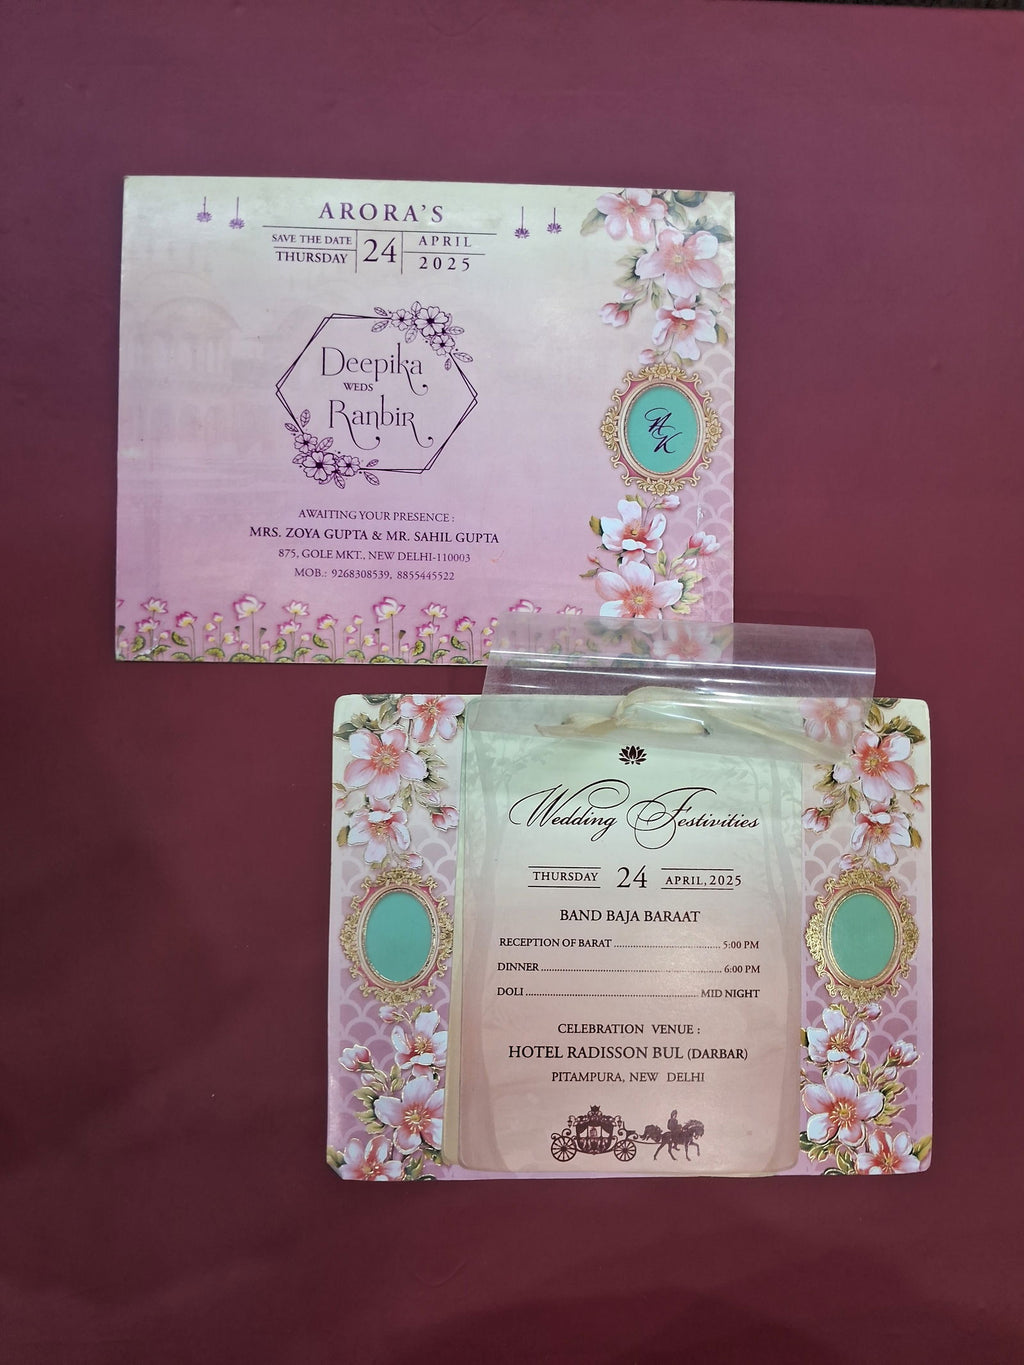 ARORA'S
SAVE THE DATE
THURSDAY
24
APRIL
2025
Deepika
WEDS
Ranbir
AK
AWAITING YOUR PRESENCE :
MRS. ZOYA GUPTA & MR. SAHIL GUPTA
875, GOLE MKT., NEW DELHI-110003
MOB.: 9268308539, 8855445522
Wedding Festivities
THURSDAY 24 APRIL, 2025
BAND BAJA BARAAT
RECEPTION OF BARAT ................................ 5:00 PM
DINNER ........................................................ 6:00 PM
DOLI ...................................................... MID NIGHT
CELEBRATION VENUE :
HOTEL RADISSON BUL (DARBAR)
PITAMPURA, NEW DELHI